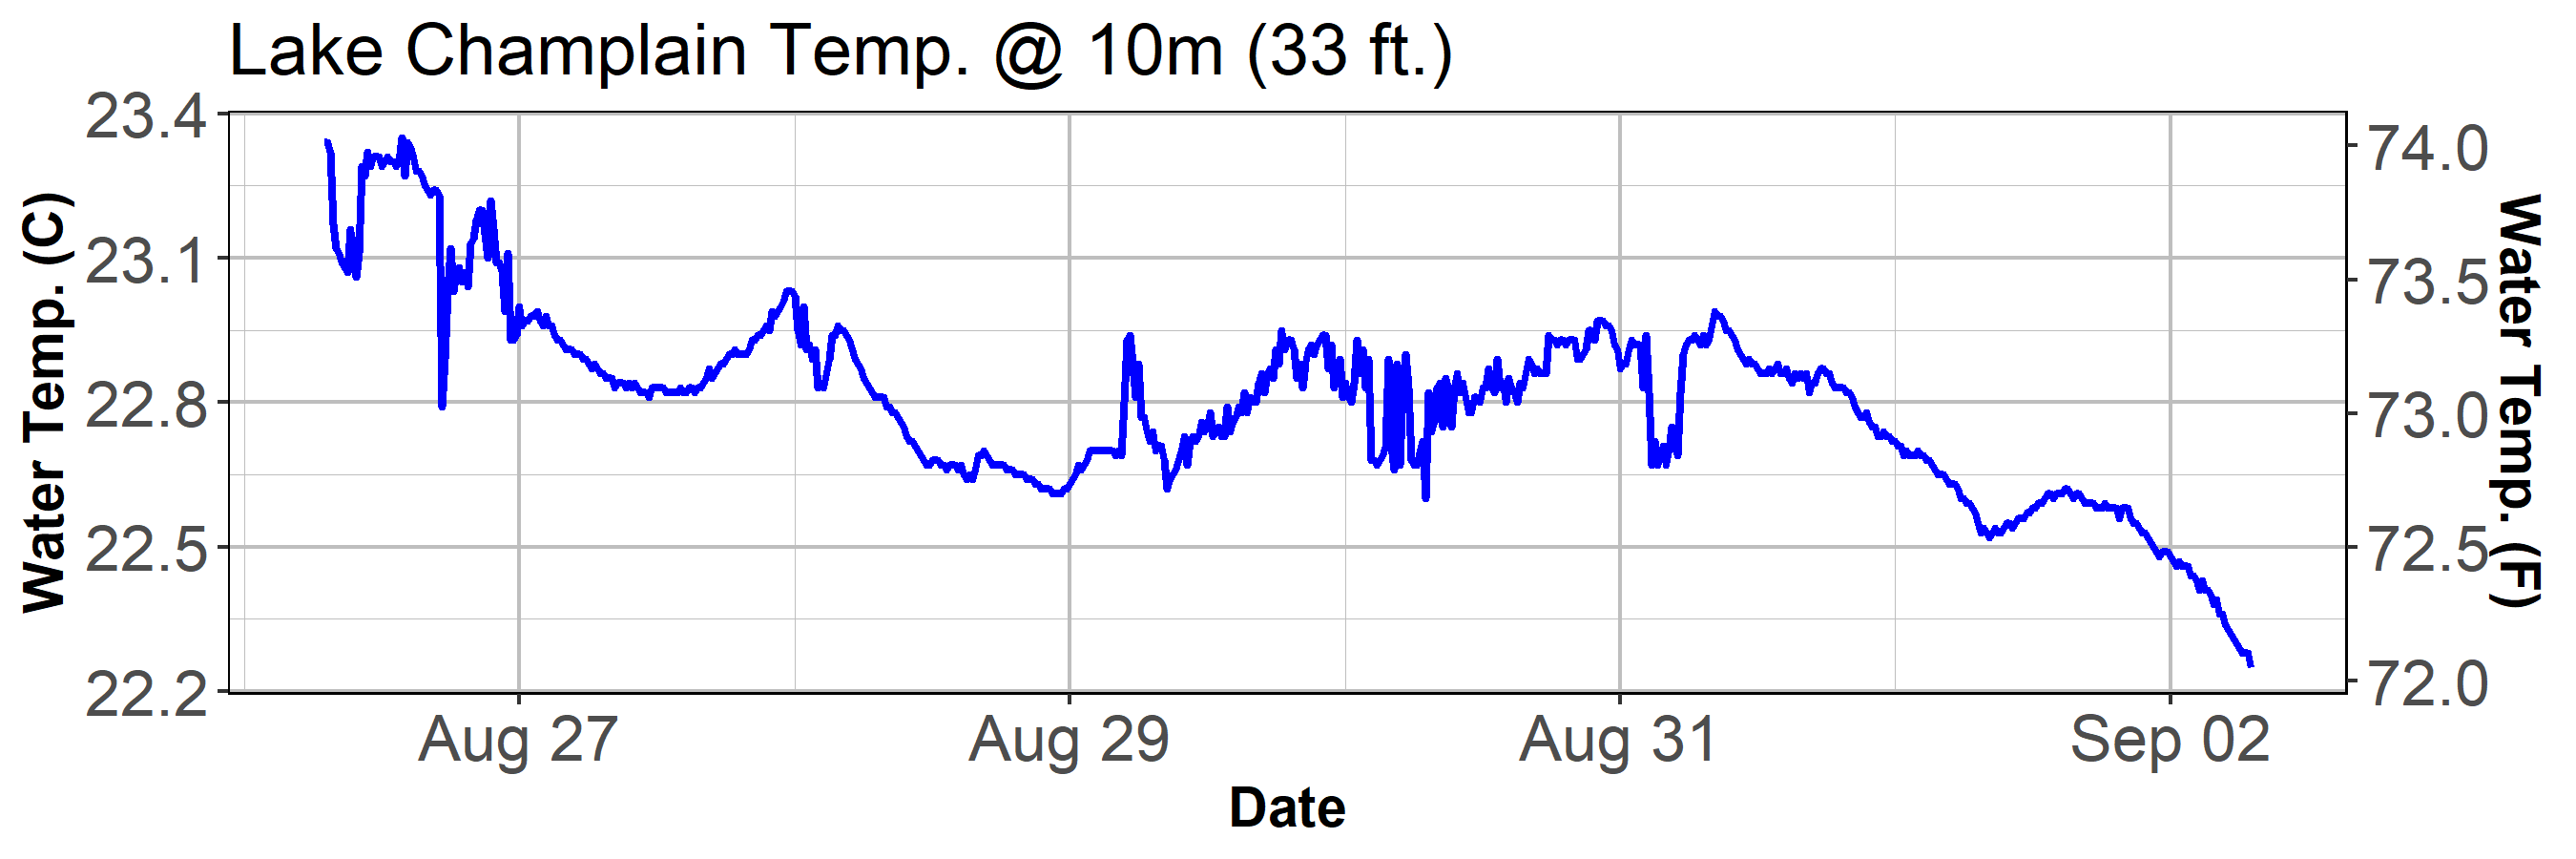 Lake Champlain Temp. @ 10m (33 ft.)
23.4
23.1
22.8
22.5
22.2
Water Temp. (C)
74.0
73.5
73.0
72.5
72.0
Water Temp. (F)
Aug 27
Aug 29
Aug 31
Sep 02
Date